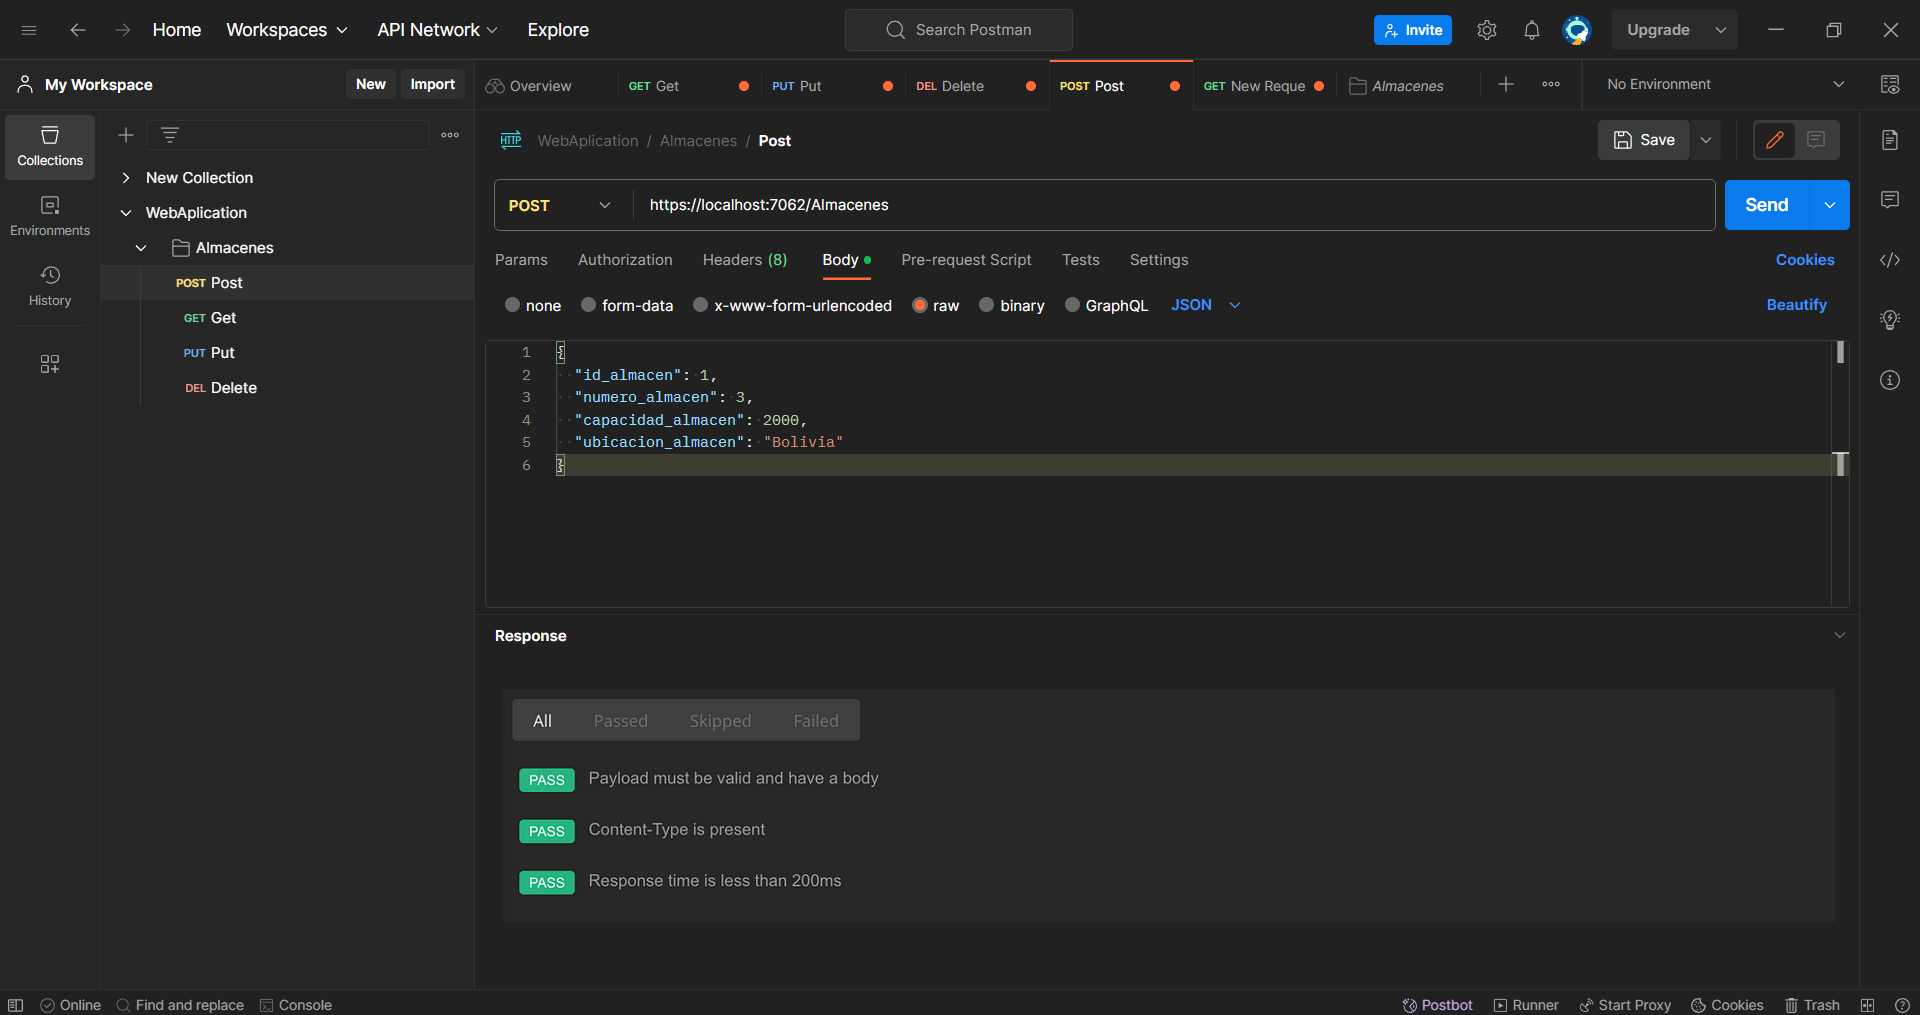 Home Workspaces API Network Explore Search Postman Invite Upgrade
My Workspace New Import Overview GET Get PUT Put DEL Delete POST Post GET New Reque Almacenes No Environment
Collections
Environments
History
New Collection
WebAplication
Almacenes
POST Post
GET Get
PUT Put
DEL Delete
HTTP WebAplication / Almacenes / Post Save
POST https://localhost:7062/Almacenes Send
Params Authorization Headers (8) Body Pre-request Script Tests Settings Cookies
none form-data x-www-form-urlencoded raw binary GraphQL JSON Beautify
1 {
2 "id_almacen": 1,
3 "numero_almacen": 3,
4 "capacidad_almacen": 2000,
5 "ubicacion_almacen": "Bolivia"
6 }
Response
All Passed Skipped Failed
PASS Payload must be valid and have a body
PASS Content-Type is present
PASS Response time is less than 200ms
Online Find and replace Console Postbot Runner Start Proxy Cookies Trash